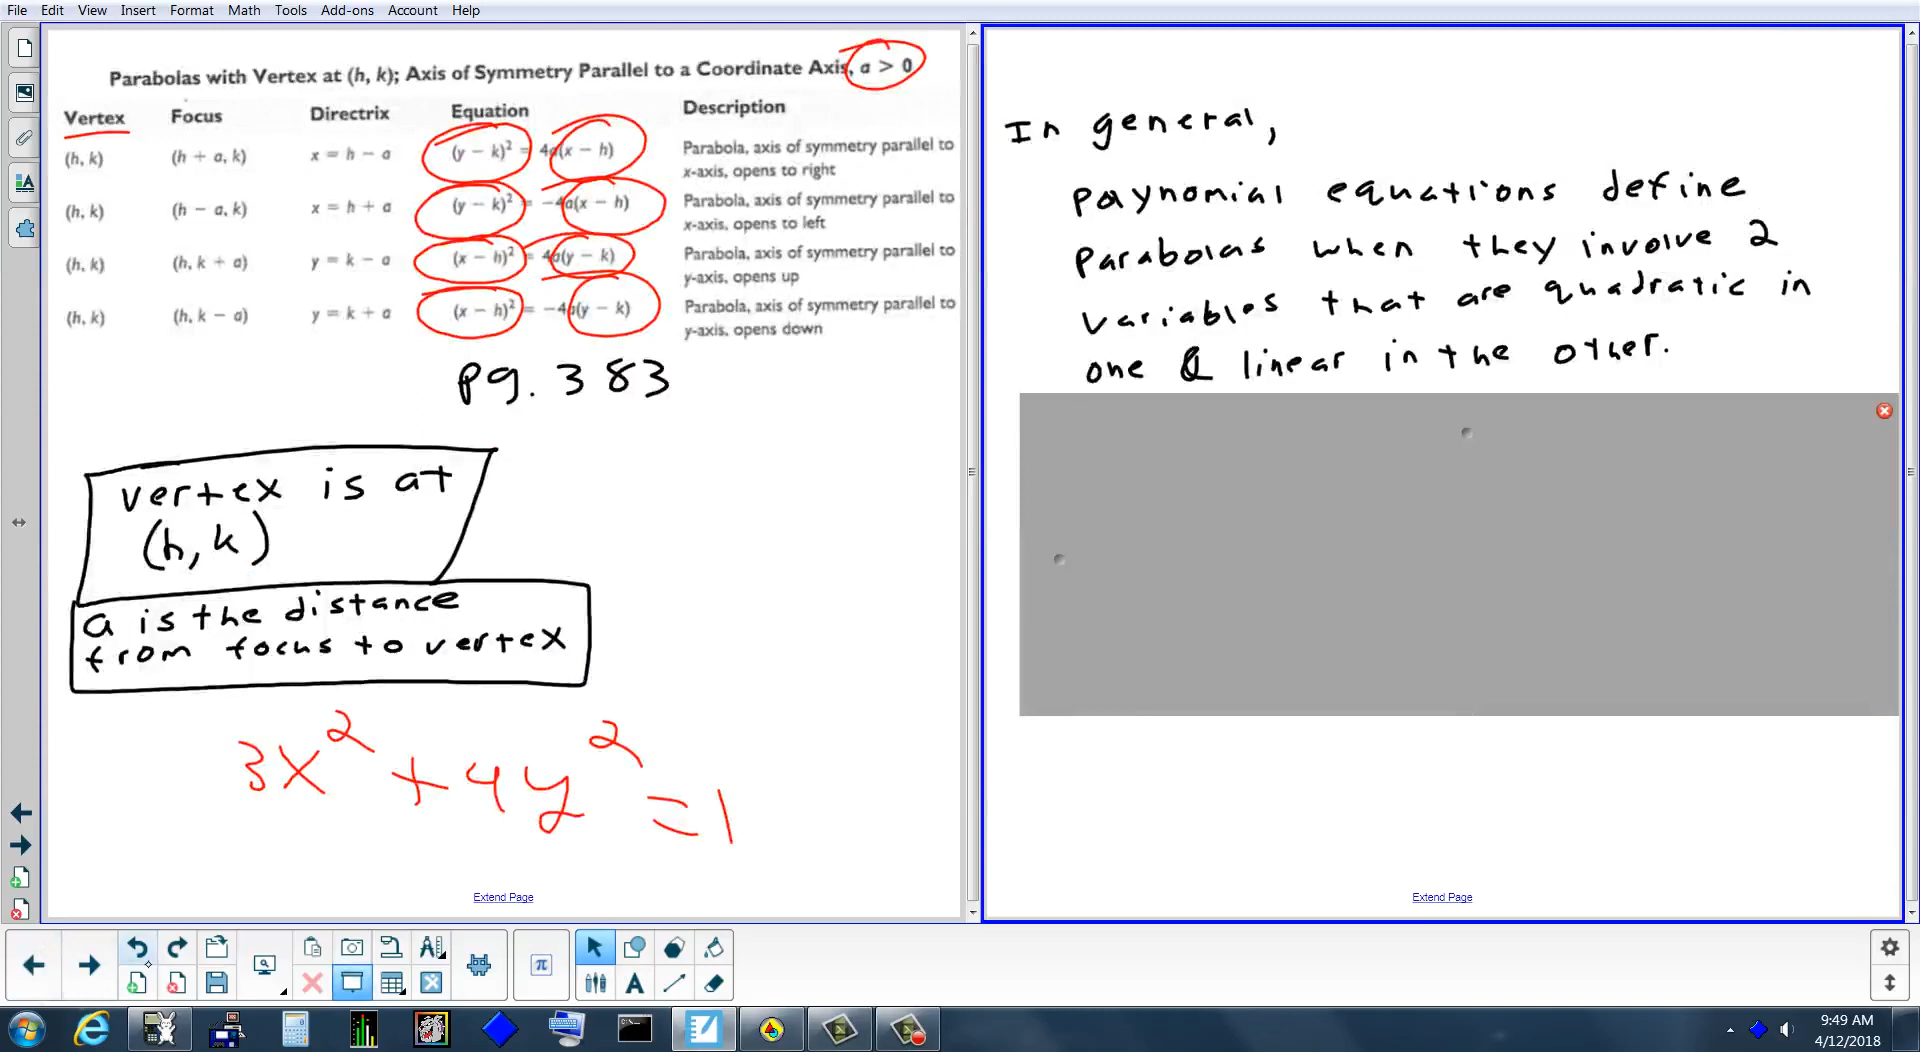 File Edit View Insert Format Math Tools Add-ons Account Help
Parabolas with Vertex at (h, k); Axis of Symmetry Parallel to a Coordinate Axis, a > 0
Vertex Focus Directrix Equation Description
(h, k) (h + a, k) x = h − a (y − k)² = 4a(x − h) Parabola, axis of symmetry parallel to
x-axis, opens to right
(h, k) (h − a, k) x = h + a (y − k)² = −4a(x − h) Parabola, axis of symmetry parallel to
x-axis, opens to left
(h, k) (h, k + a) y = k − a (x − h)² = 4a(y − k) Parabola, axis of symmetry parallel to
y-axis, opens up
(h, k) (h, k − a) y = k + a (x − h)² = −4a(y − k) Parabola, axis of symmetry parallel to
y-axis, opens down
pg. 383
vertex is at
(h, k)
a is the distance
from focus to vertex
3x² + 4y² = 1
Extend Page
In general,
polynomial equations define
parabolas when they involve 2
variables that are quadratic in
one & linear in the other.
Extend Page
9:49 AM
4/12/2018